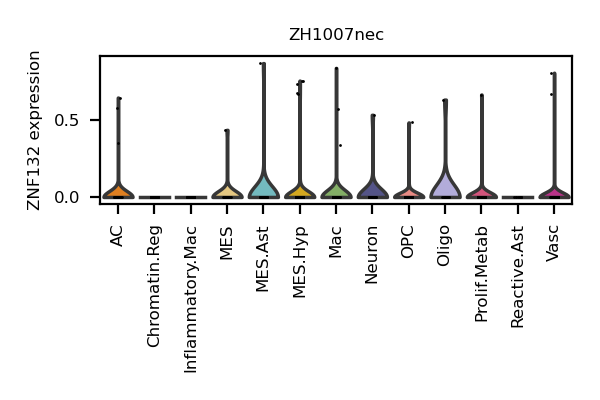 ZH1007nec
ZNF132 expression
0.5
0.0
AC
Chromatin.Reg
Inflammatory.Mac
MES
MES.Ast
MES.Hyp
Mac
Neuron
OPC
Oligo
Prolif.Metab
Reactive.Ast
Vasc